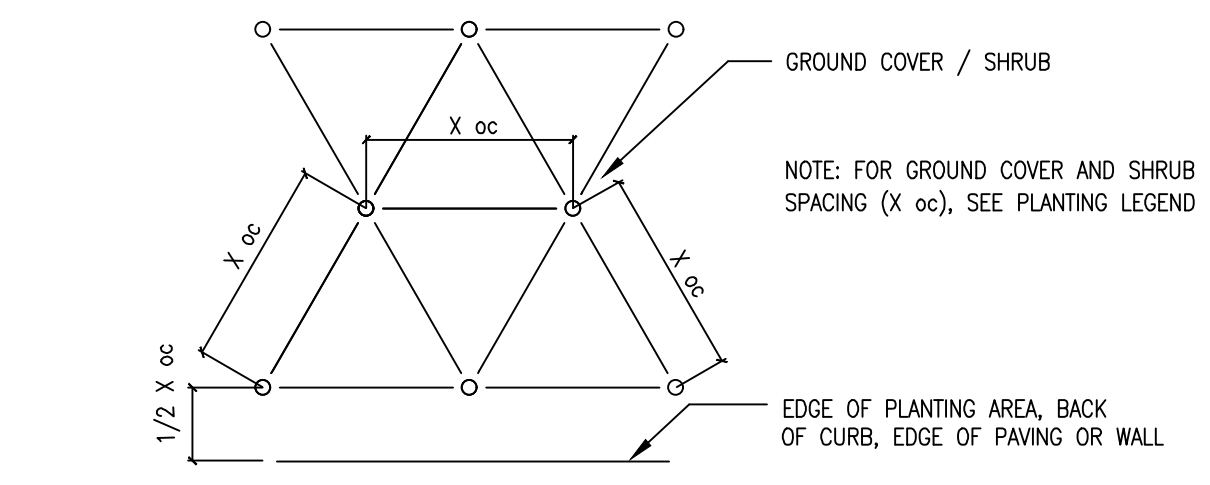 GROUND COVER / SHRUB
X oc
NOTE: FOR GROUND COVER AND SHRUB
SPACING (X oc), SEE PLANTING LEGEND
X oc
X oc
1/2 X oc
EDGE OF PLANTING AREA, BACK
OF CURB, EDGE OF PAVING OR WALL